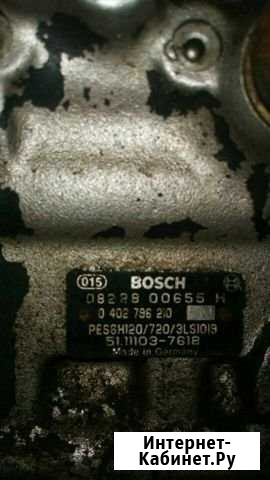 015 BOSCH
08288 00655 H
0 402 796 210
PES6H120/720/3LS1019
51.11103-7618
Made in Germany
Интернет-
Кабинет.Ру